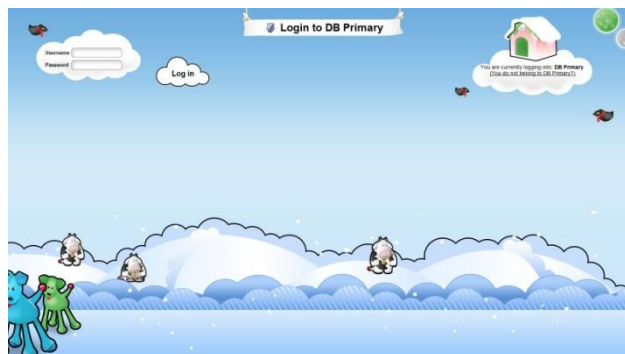 Login to DB Primary
Username
Password
Log in
You are currently logging into: DB Primary
(You do not belong to DB Primary?)